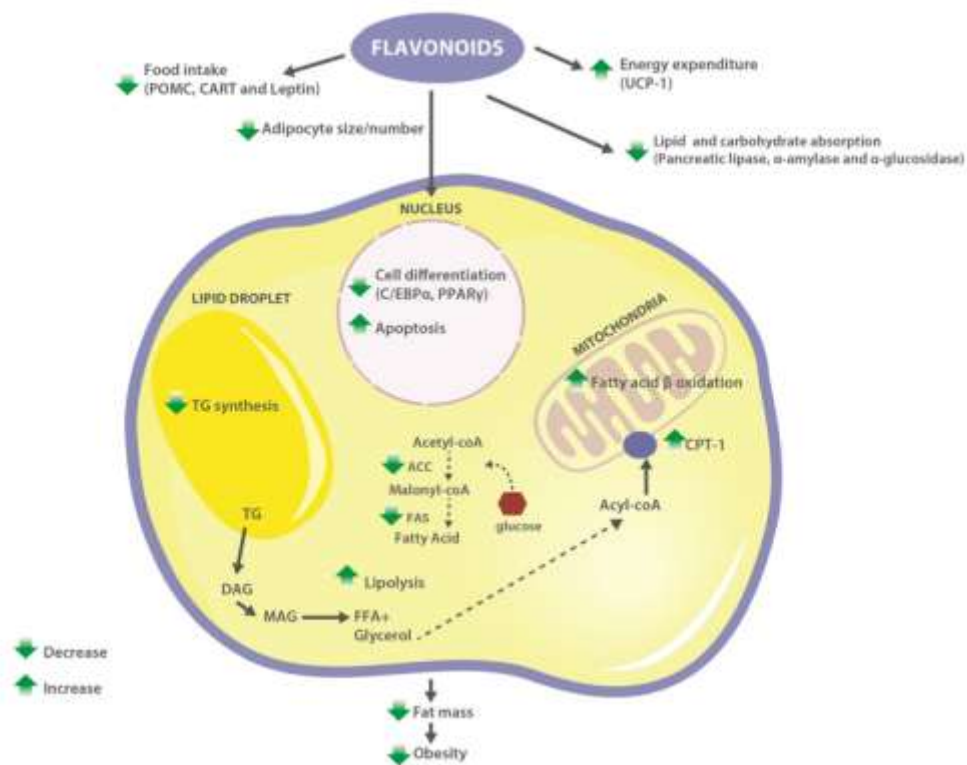 FLAVONOIDS
Food intake
(POMC, CART and Leptin)
Energy expenditure
(UCP-1)
Adipocyte size/number
Lipid and carbohydrate absorption
(Pancreatic lipase, α-amylase and α-glucosidase)
NUCLEUS
Cell differentiation
(C/EBPα, PPARγ)
Apoptosis
LIPID DROPLET
TG synthesis
MITOCHONDRIA
Fatty acid β oxidation
CPT-1
Acetyl-coA
ACC
Malonyl-coA
FAS
Fatty Acid
glucose
Acyl-coA
TG
DAG
MAG
FFA+
Glycerol
Lipolysis
Decrease
Increase
Fat mass
Obesity